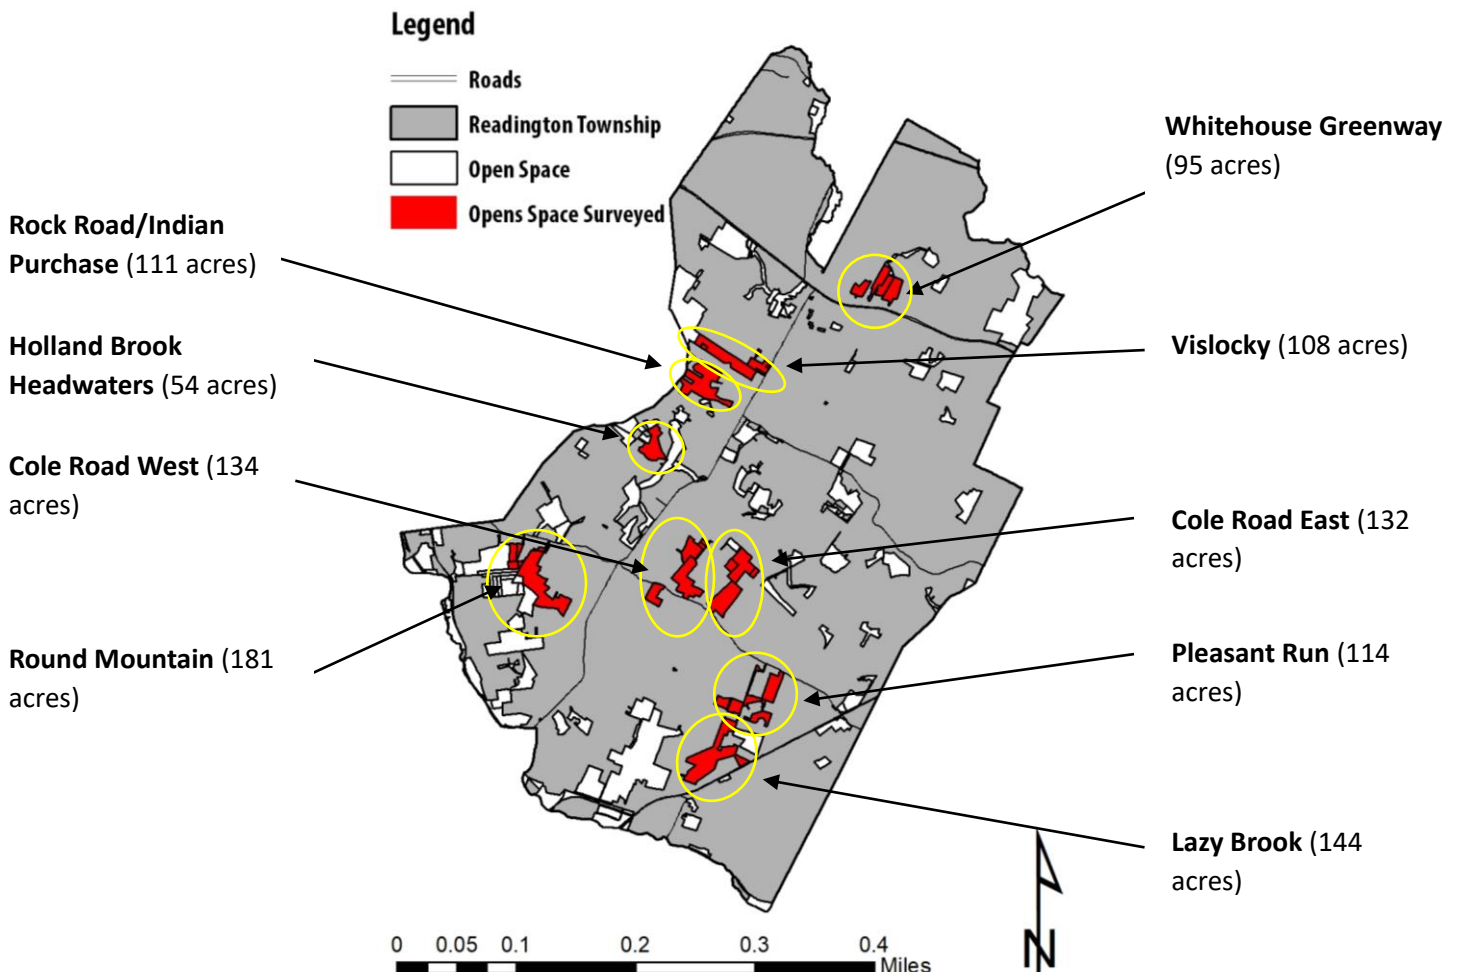 Legend
Roads
Readington Township
Open Space
Opens Space Surveyed
Whitehouse Greenway
(95 acres)
Rock Road/Indian
Purchase (111 acres)
Holland Brook
Headwaters (54 acres)
Vislocky (108 acres)
Cole Road West (134
acres)
Cole Road East (132
acres)
Round Mountain (181
acres)
Pleasant Run (114
acres)
Lazy Brook (144
acres)
0 0.05 0.1 0.2 0.3 0.4
Miles
N